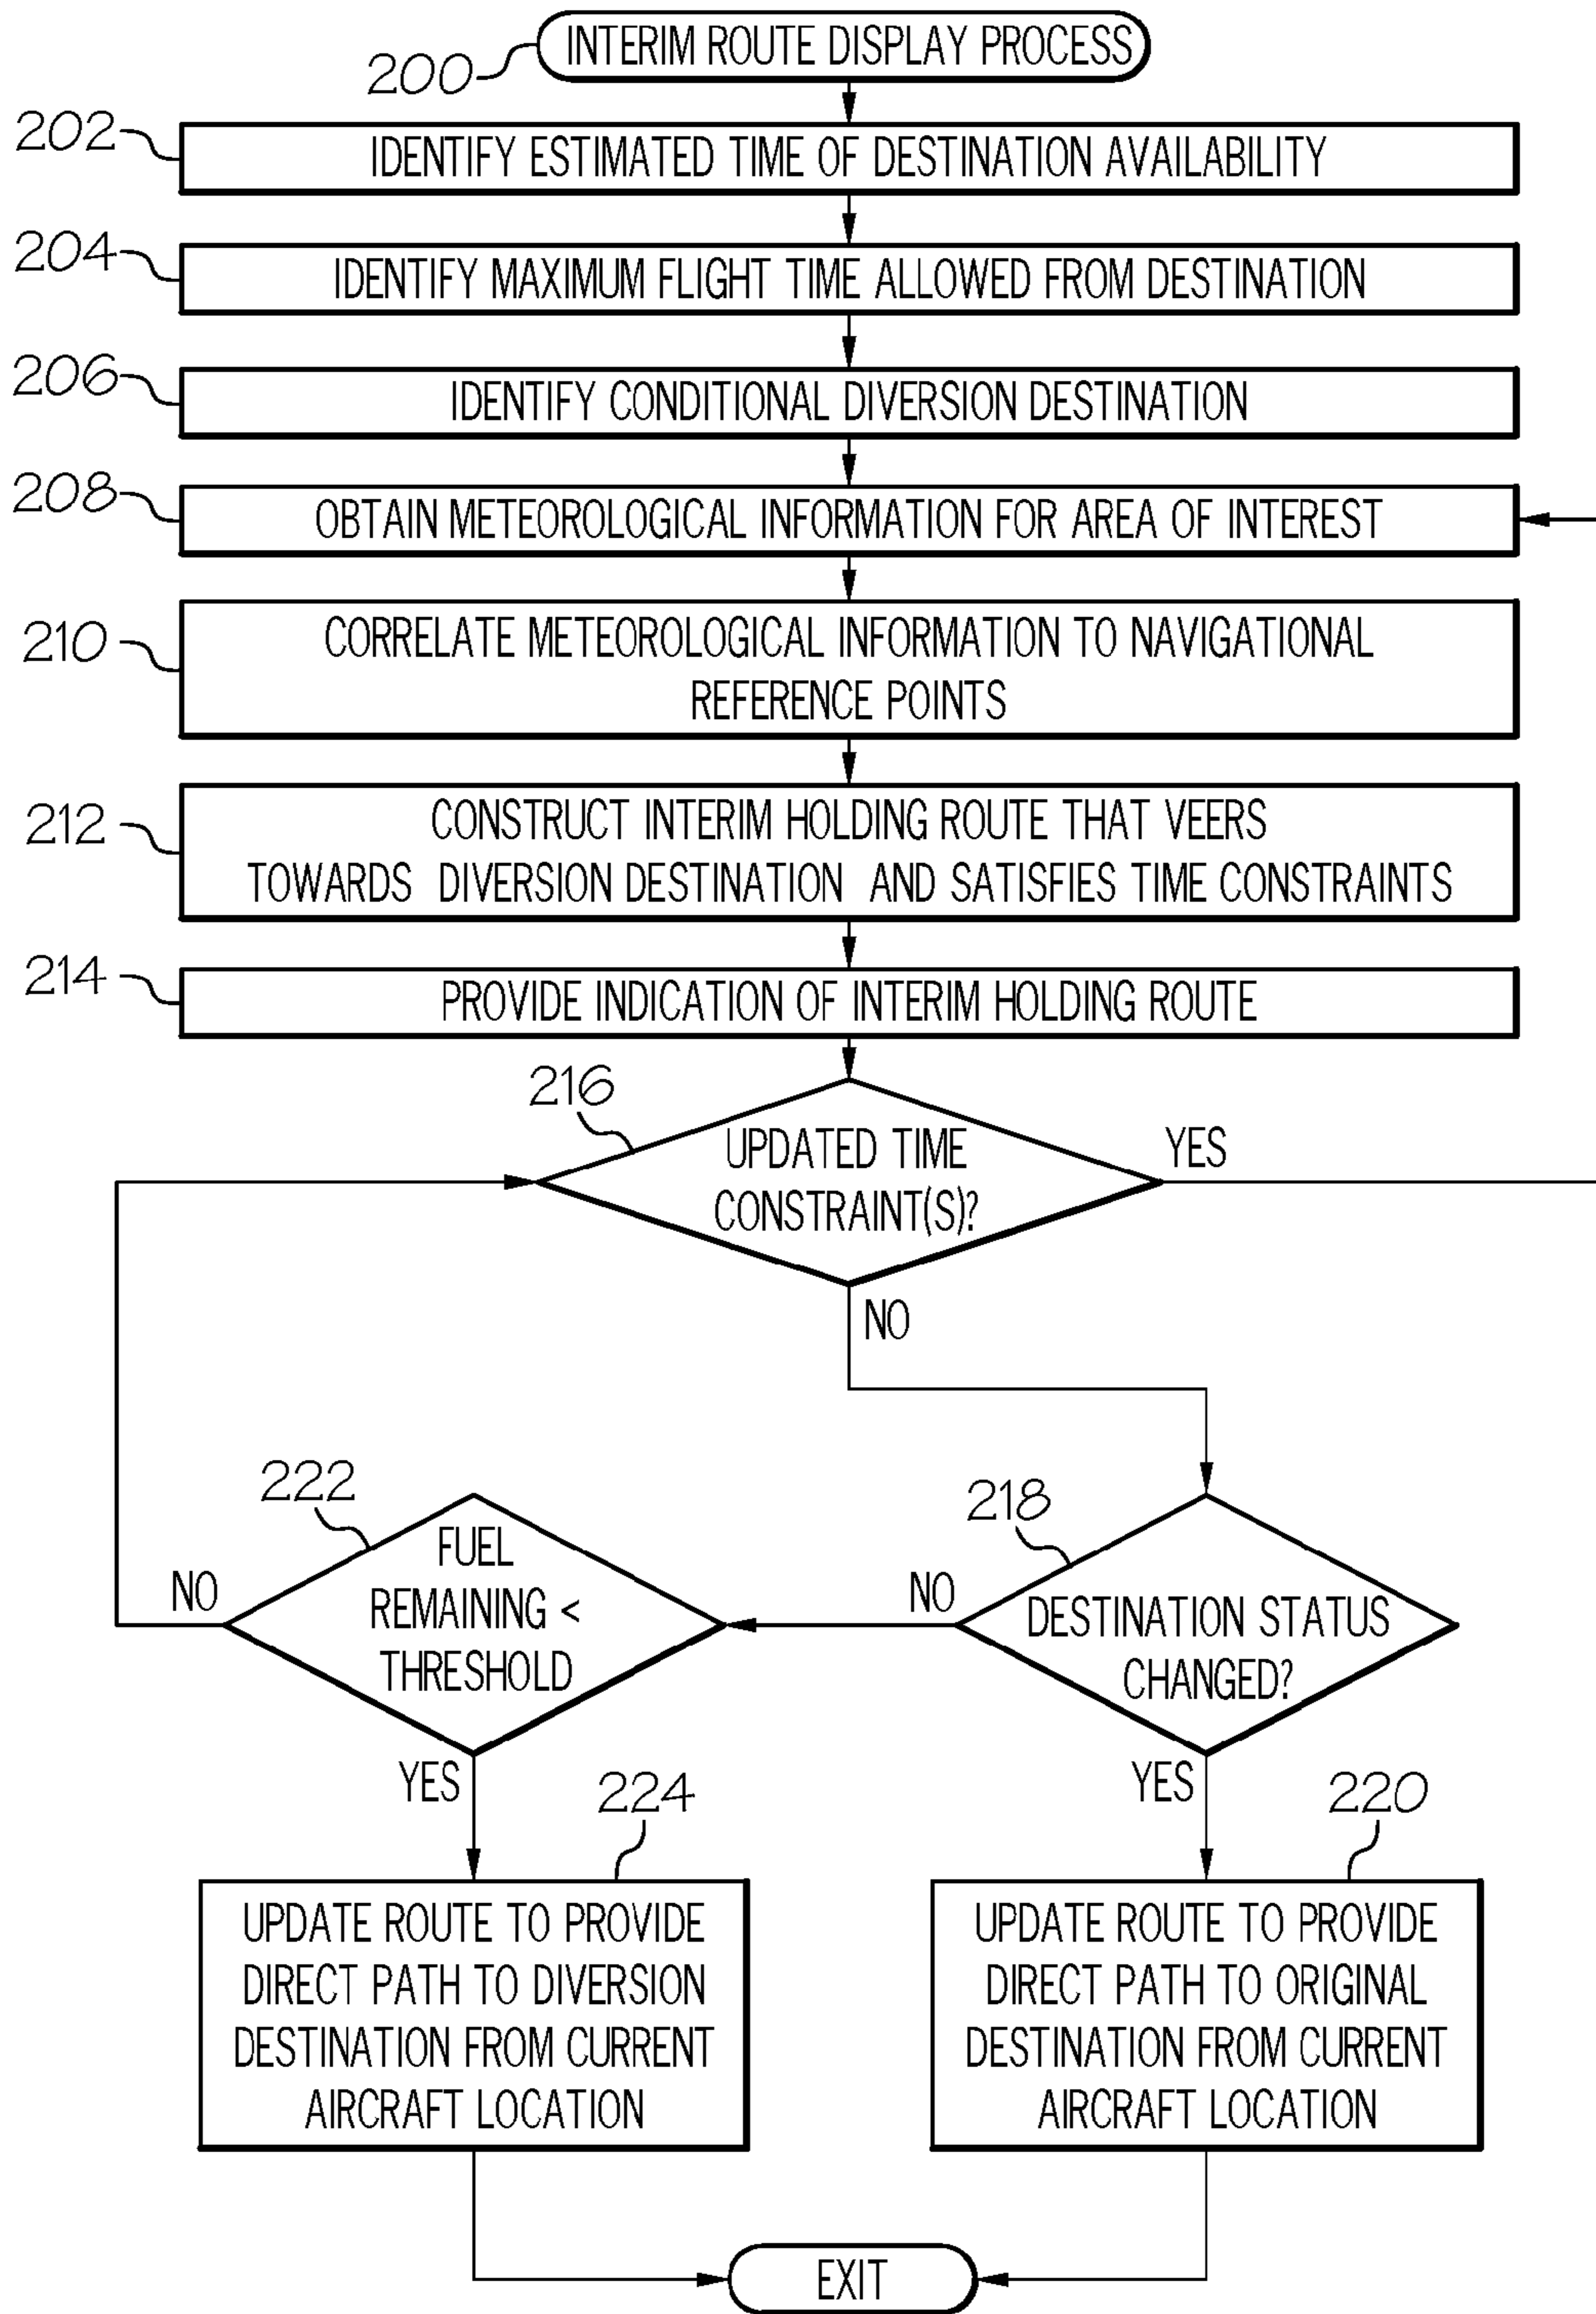 INTERIM ROUTE DISPLAY PROCESS
200
202
IDENTIFY ESTIMATED TIME OF DESTINATION AVAILABILITY
204
IDENTIFY MAXIMUM FLIGHT TIME ALLOWED FROM DESTINATION
206
IDENTIFY CONDITIONAL DIVERSION DESTINATION
208
OBTAIN METEOROLOGICAL INFORMATION FOR AREA OF INTEREST
210
CORRELATE METEOROLOGICAL INFORMATION TO NAVIGATIONAL
REFERENCE POINTS
212
CONSTRUCT INTERIM HOLDING ROUTE THAT VEERS
TOWARDS DIVERSION DESTINATION AND SATISFIES TIME CONSTRAINTS
214
PROVIDE INDICATION OF INTERIM HOLDING ROUTE
216
UPDATED TIME
CONSTRAINT(S)?
YES
NO
222
FUEL
REMAINING <
THRESHOLD
NO
YES
218
DESTINATION STATUS
CHANGED?
NO
YES
224
UPDATE ROUTE TO PROVIDE
DIRECT PATH TO DIVERSION
DESTINATION FROM CURRENT
AIRCRAFT LOCATION
220
UPDATE ROUTE TO PROVIDE
DIRECT PATH TO ORIGINAL
DESTINATION FROM CURRENT
AIRCRAFT LOCATION
EXIT